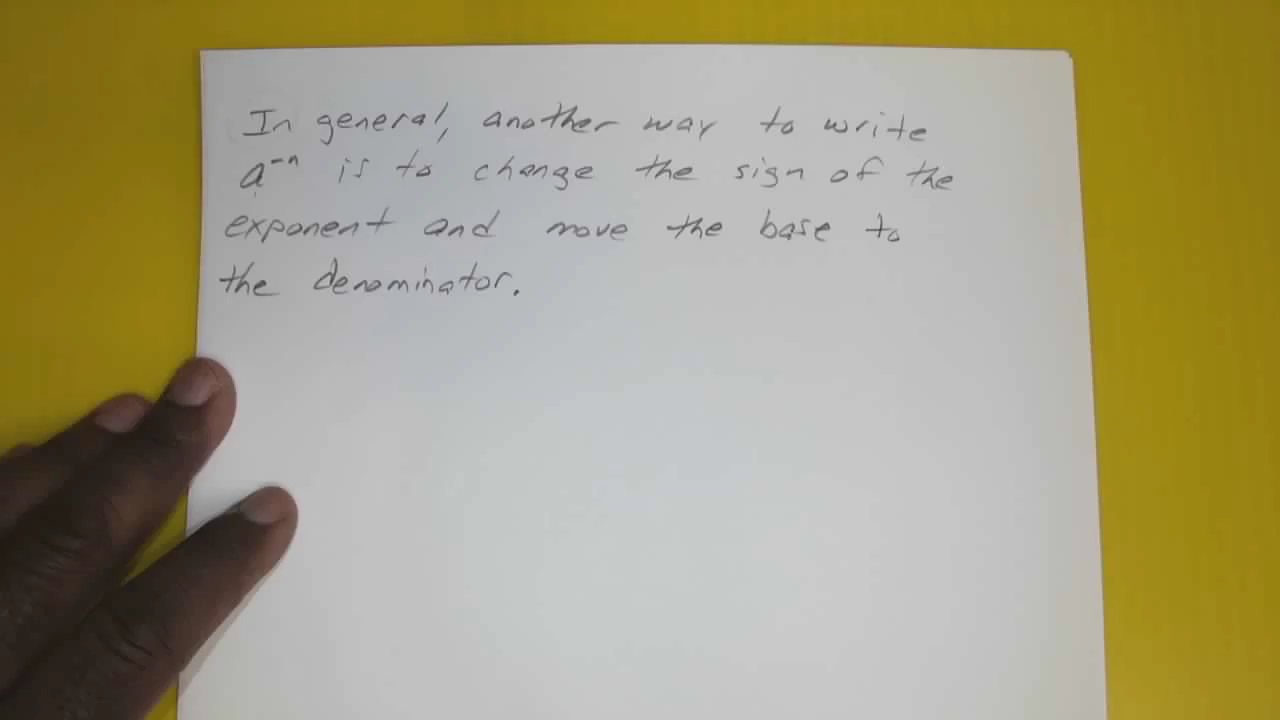 In general, another way to write
a⁻ⁿ is to change the sign of the
exponent and move the base to
the denominator.